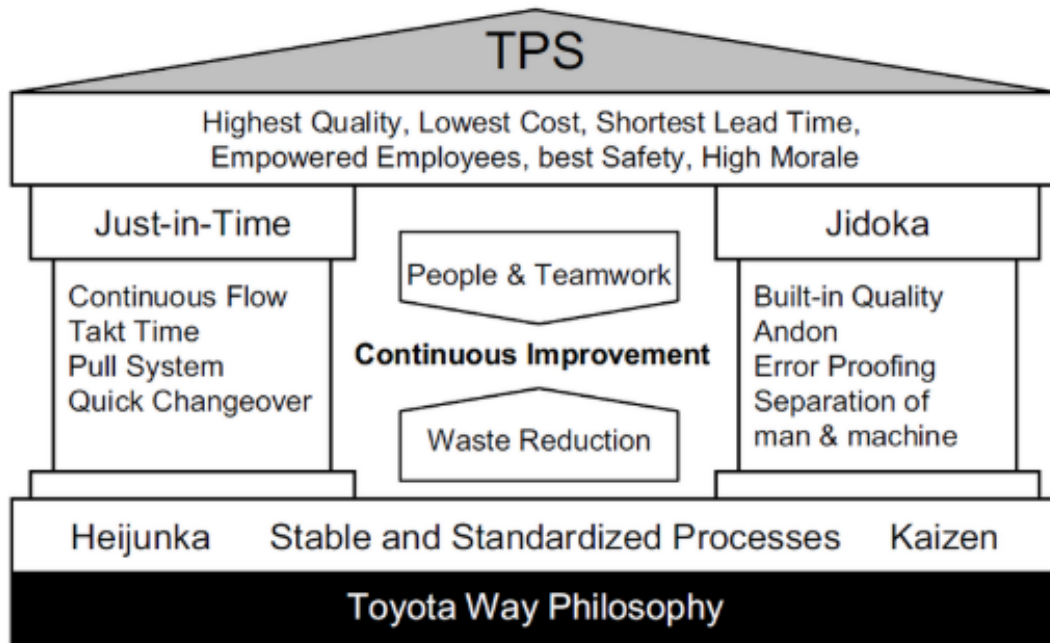 TPS
Highest Quality, Lowest Cost, Shortest Lead Time,
Empowered Employees, best Safety, High Morale
Just-in-Time
Continuous Flow
Takt Time
Pull System
Quick Changeover
People & Teamwork
Continuous Improvement
Waste Reduction
Jidoka
Built-in Quality
Andon
Error Proofing
Separation of
man & machine
Heijunka Stable and Standardized Processes Kaizen
Toyota Way Philosophy